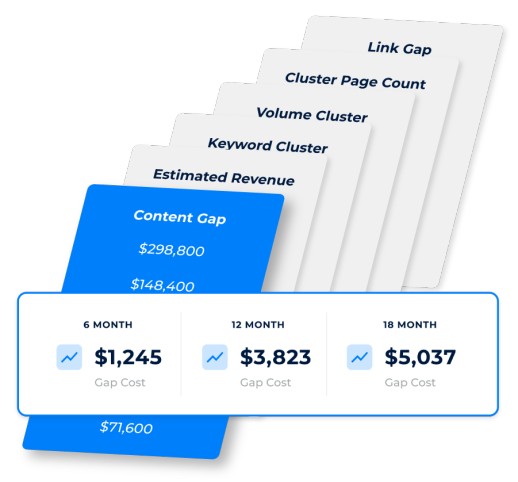 Link Gap
Cluster Page Count
Volume Cluster
Keyword Cluster
Estimated Revenue
Content Gap
$298,800
$148,400
6 MONTH
12 MONTH
18 MONTH
$1,245
$3,823
$5,037
Gap Cost
Gap Cost
Gap Cost
$71,600